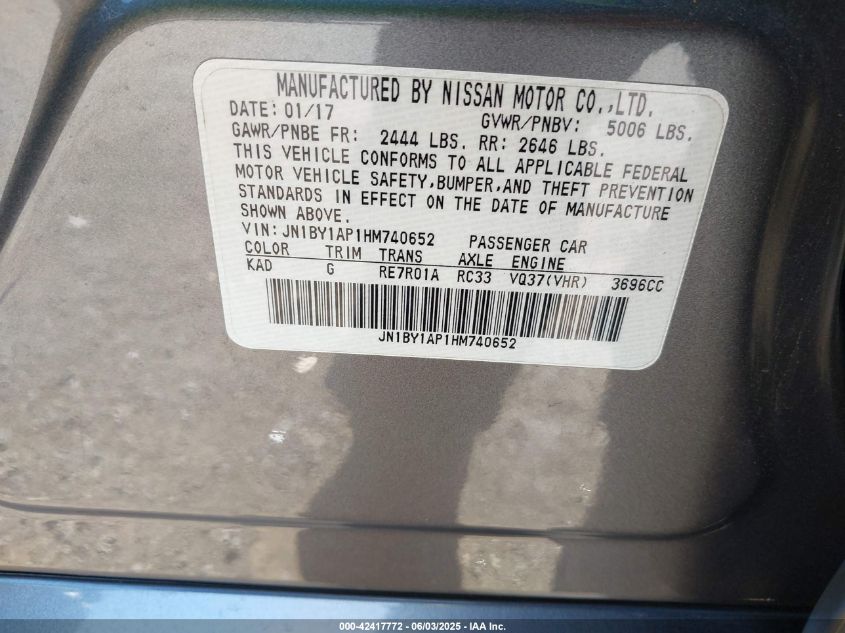 MANUFACTURED BY NISSAN MOTOR CO.,LTD.
DATE: 01/17 GVWR/PNBV: 5006 LBS.
GAWR/PNBE FR: 2444 LBS. RR: 2646 LBS.
THIS VEHICLE CONFORMS TO ALL APPLICABLE FEDERAL
MOTOR VEHICLE SAFETY,BUMPER,AND THEFT PREVENTION
STANDARDS IN EFFECT ON THE DATE OF MANUFACTURE
SHOWN ABOVE.
VIN: JN1BY1AP1HM740652 PASSENGER CAR
COLOR TRIM TRANS AXLE ENGINE
KAD G RE7R01A RC33 VQ37(VHR) 3696CC
JN1BY1AP1HM740652
000-42417772 - 06/03/2025 - IAA Inc.